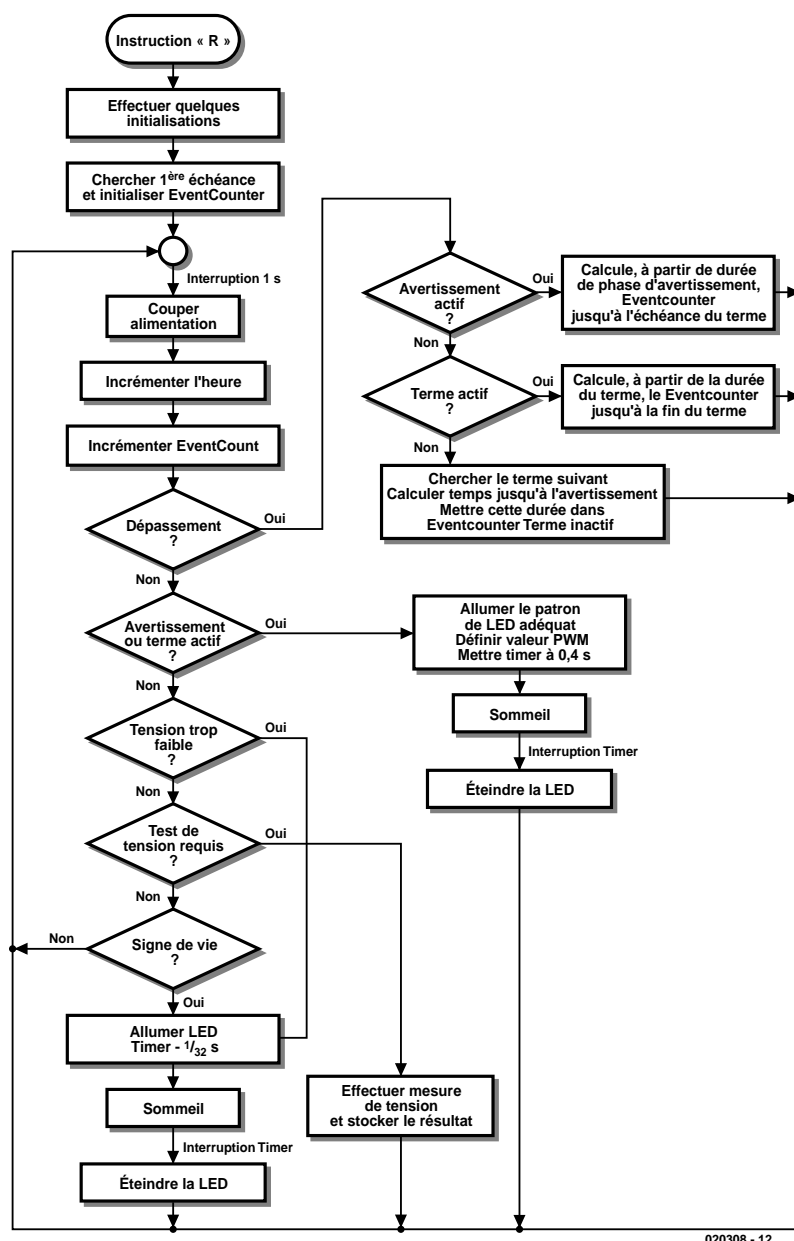 Instruction « R »
Effectuer quelques
initialisations
Chercher 1ère échéance
et initialiser EventCounter
Interruption 1 s
Couper
alimentation
Incrémenter l'heure
Incrémenter EventCount
Dépassement
?
Oui
Non
Avertissement
actif
?
Oui
Non
Calcule, à partir de durée
de phase d'avertissement,
Eventcounter
jusqu'à l'échéance du terme
Terme actif
?
Oui
Non
Calcule, à partir de la durée
du terme, le Eventcounter
jusqu'à la fin du terme
Chercher le terme suivant
Calculer temps jusqu'à l'avertissement
Mettre cette durée dans
Eventcounter Terme inactif
Avertissement
ou terme actif
?
Oui
Non
Allumer le patron
de LED adéquat
Définir valeur PWM
Mettre timer à 0,4 s
Sommeil
Interruption Timer
Éteindre la LED
Tension trop
faible
?
Oui
Non
Test de
tension requis
?
Oui
Non
Signe de vie
?
Non
Oui
Allumer LED
Timer - 1/32 s
Sommeil
Interruption Timer
Éteindre la LED
Effectuer mesure
de tension
et stocker le résultat
020308 - 12